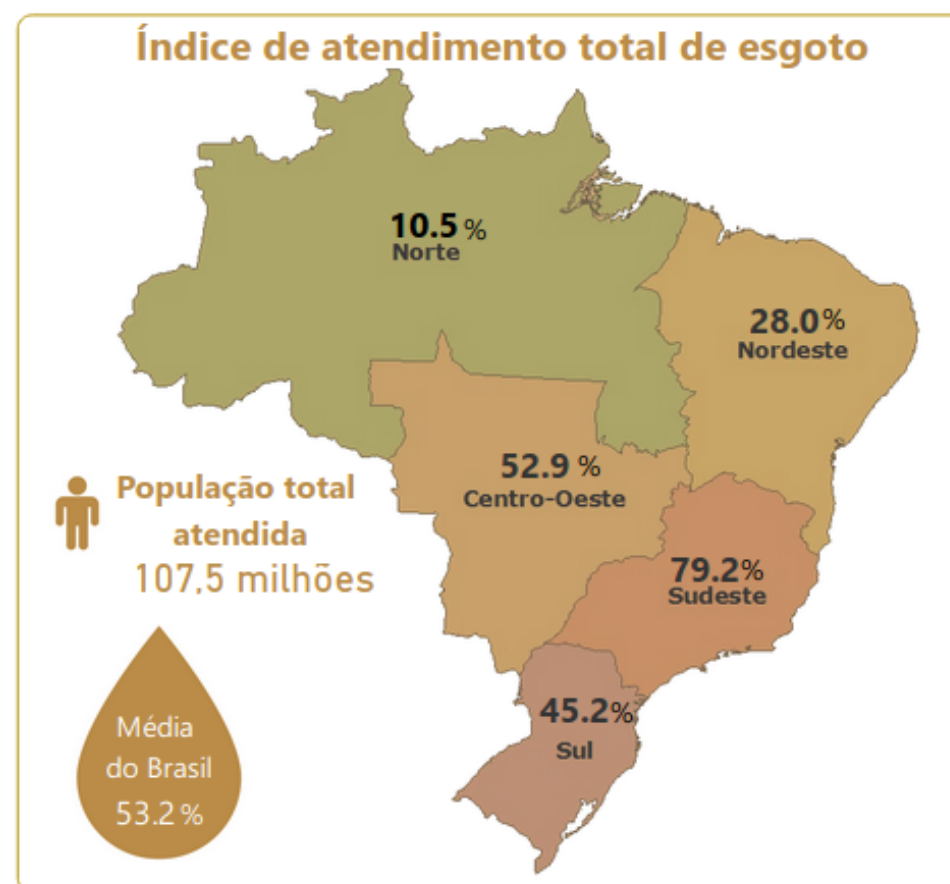 Índice de atendimento total de esgoto
10.5 %
Norte
28.0%
Nordeste
52.9 %
Centro-Oeste
79.2%
Sudeste
45.2%
Sul
População total
atendida
107,5 milhões
Média
do Brasil
53.2 %